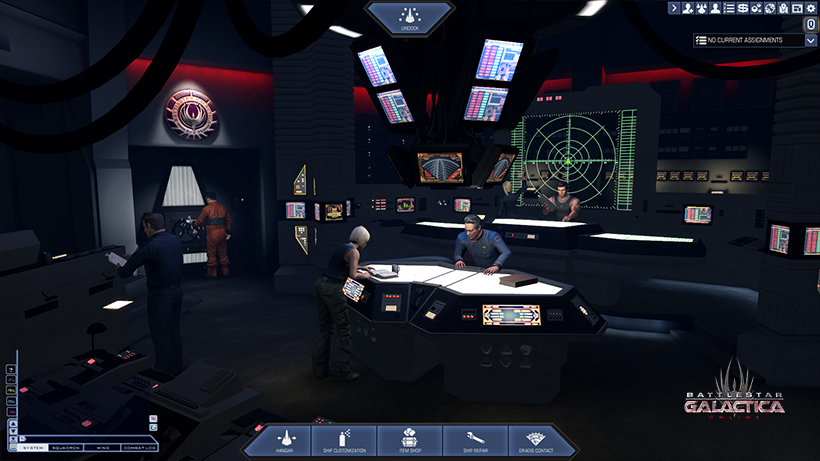 UNDOCK
NO CURRENT ASSIGNMENTS
BATTLESTAR
GALACTICA
ONLINE
SYSTEM
SQUADRON
WING
COMBAT LOG
HANGAR
SHIP CUSTOMIZATION
ITEM SHOP
SHIP REPAIR
DRADIS CONTACT